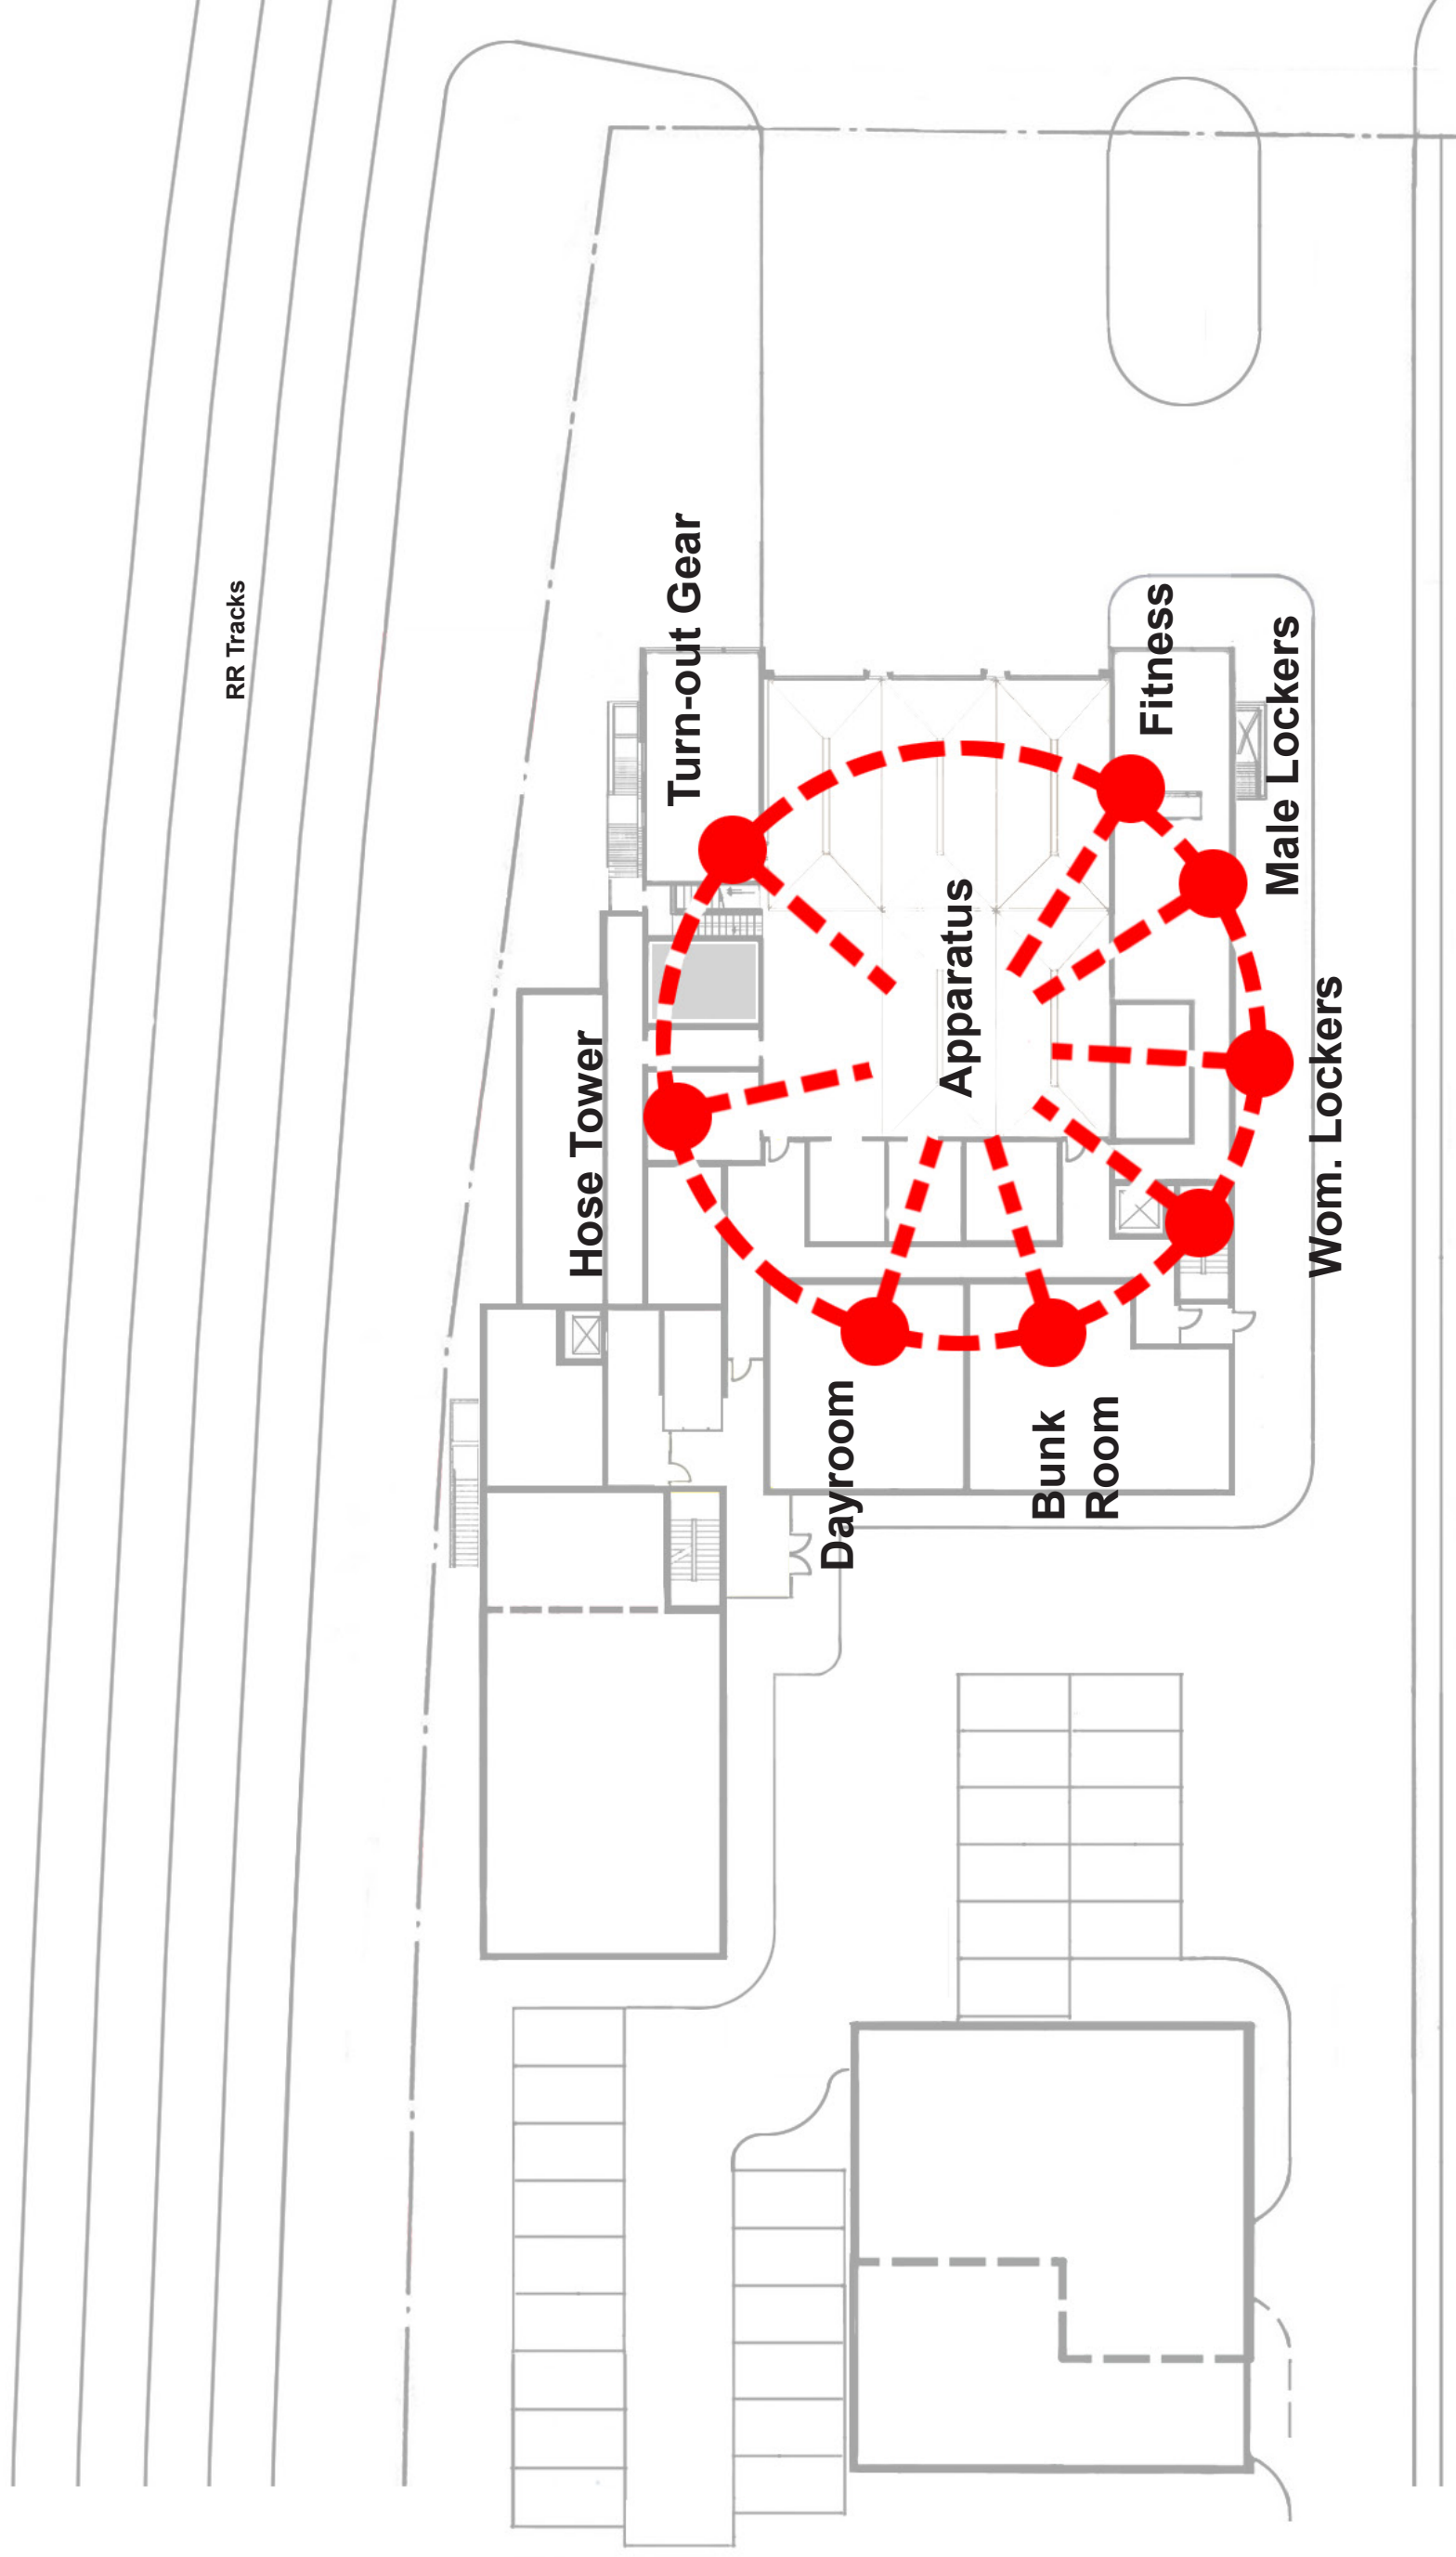 RR Tracks
Turn-out Gear
Hose Tower
Dayroom
Apparatus
Bunk
Room
Fitness
Male Lockers
Wom. Lockers